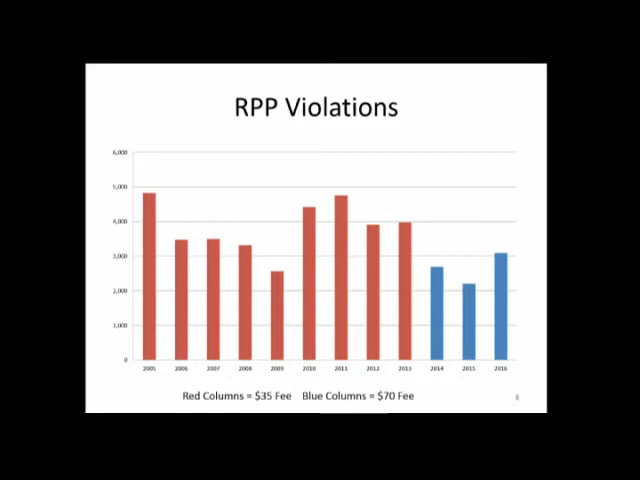 RPP Violations
6,000
5,000
4,000
3,000
2,000
1,000
0
2005 2006 2007 2008 2009 2010 2011 2012 2013 2014 2015 2016
Red Columns = $35 Fee Blue Columns = $70 Fee
8